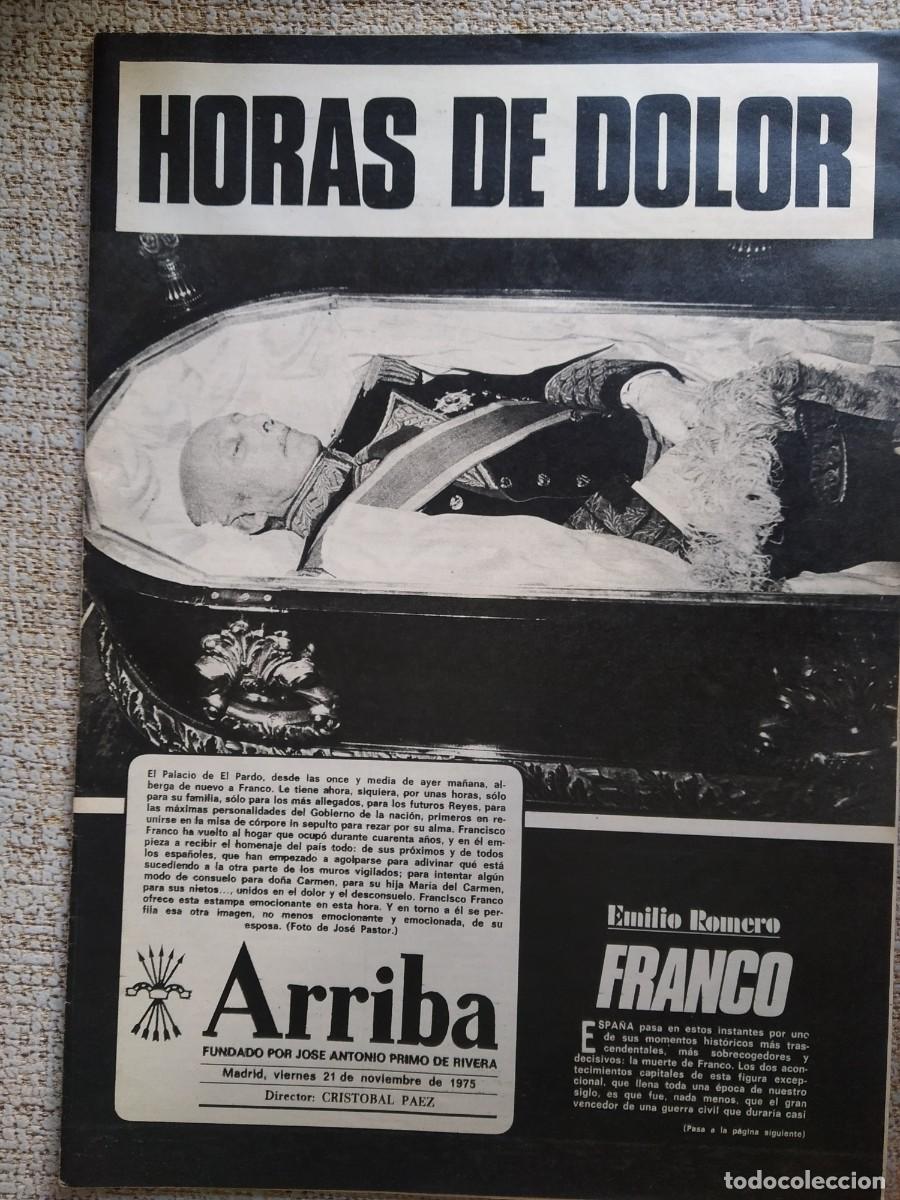 HORAS DE DOLOR
El Palacio de El Pardo, desde las once y media de ayer mañana, al-
berga de nuevo a Franco. Le tiene ahora, siquiera, por unas horas, sólo
para su familia, sólo para los más allegados, para los futuros Reyes, para
las máximas personalidades del Gobierno de la nación, primeros en re-
unirse en la misa de córpore in sepulto para rezar por su alma. Francisco
Franco ha vuelto al hogar que ocupó durante cuarenta años, y en él em-
pieza a recibir el homenaje del país todo: de sus próximos y de todos
los españoles, que han empezado a agolparse para adivinar qué está
sucediendo a la otra parte de los muros vigilados; para intentar algún
modo de consuelo para doña Carmen, para su hija María del Carmen,
para sus nietos..., unidos en el dolor y el desconsuelo. Francisco Franco
ofrece esta estampa emocionante en esta hora. Y en torno a él se per-
fila esa otra imagen, no menos emocionante y emocionada, de su
esposa. (Foto de José Pastor.)
Arriba
FUNDADO POR JOSE ANTONIO PRIMO DE RIVERA
Madrid, viernes 21 de noviembre de 1975
Director: CRISTOBAL PAEZ
Emilio Romero
FRANCO
ESPAÑA pasa en estos instantes por uno
de sus momentos históricos más tras-
cendentales, más sobrecogedores y
decisivos: la muerte de Franco. Los dos acon-
tecimientos capitales de esta figura excep-
cional, que llena toda una época de nuestro
siglo, es que fue, nada menos, que el gran
vencedor de una guerra civil que duraría casi
(Pasa a la página siguiente)
todocoleccion